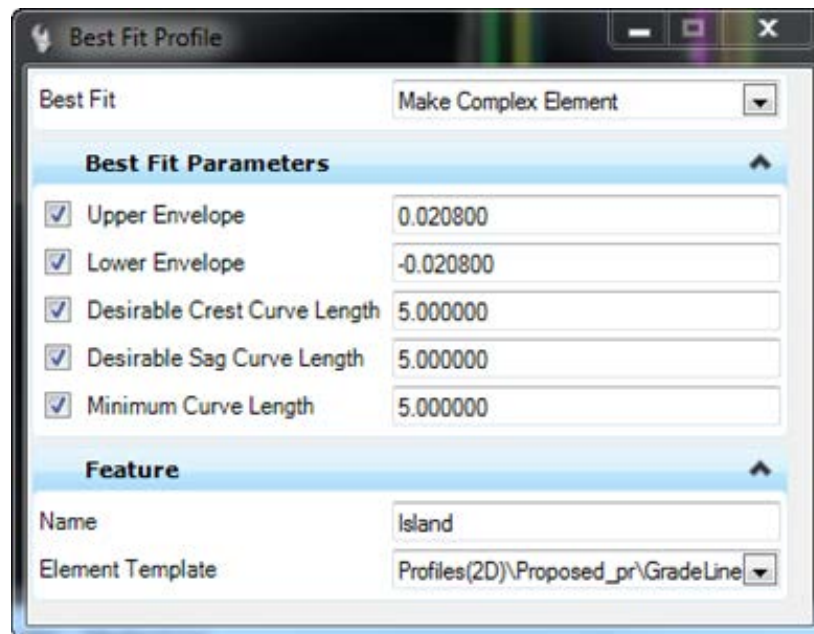 Best Fit Profile
Best Fit Make Complex Element
Best Fit Parameters
Upper Envelope 0.020800
Lower Envelope -0.020800
Desirable Crest Curve Length 5.000000
Desirable Sag Curve Length 5.000000
Minimum Curve Length 5.000000
Feature
Name Island
Element Template Profiles(2D)\Proposed_pr\GradeLine